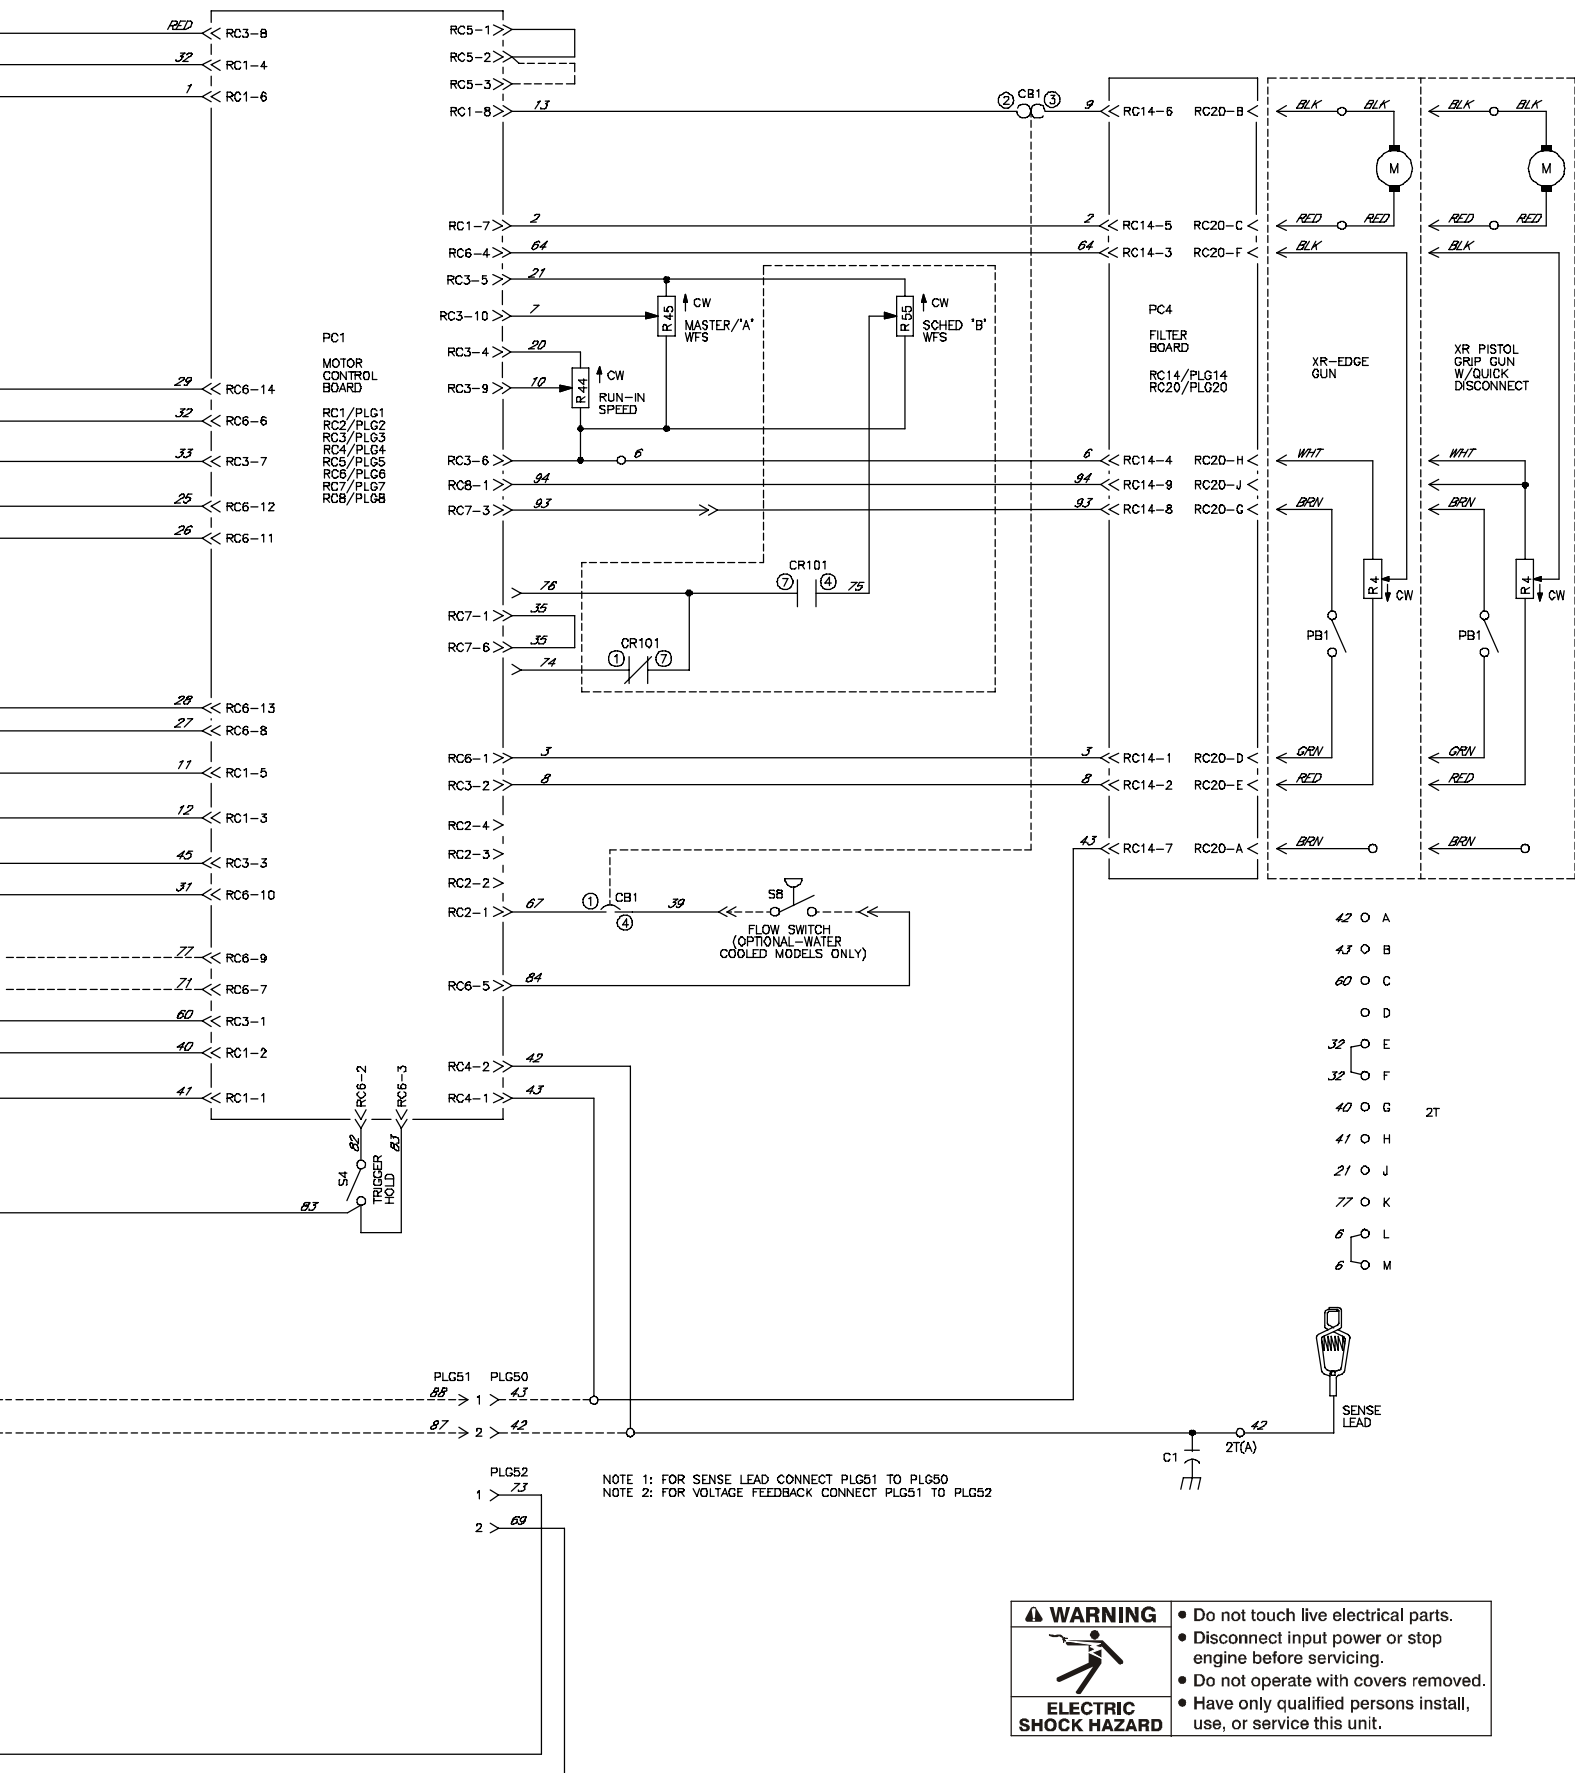 RED RC3-8
32 RC1-4
1 RC1-6
RC5-1
RC5-2
RC5-3
RC1-8 13
2 CB1 3
9 RC14-6 RC20-B
BLK BLK
BLK BLK
M
M
RC1-7 2
2 RC14-5 RC20-C
RED RED
RED RED
RC6-4 64
64 RC14-3 RC20-F
BLK
BLK
RC3-5 21
RC3-10 7
R45
CW
MASTER/"A"
WFS
R55
CW
SCHED "B"
WFS
RC3-4 20
RC3-9 10
R44
CW
RUN-IN
SPEED
PC1
MOTOR
CONTROL
BOARD
RC1/PLG1
RC2/PLG2
RC3/PLG3
RC4/PLG4
RC5/PLG5
RC6/PLG6
RC7/PLG7
RC8/PLG8
PC4
FILTER
BOARD
RC14/PLG14
RC20/PLG20
XR-EDGE
GUN
XR PISTOL
GRIP GUN
W/QUICK
DISCONNECT
29 RC6-14
32 RC6-6
33 RC3-7
25 RC6-12
26 RC6-11
RC3-6 6
6 RC14-4 RC20-H
WHT
WHT
RC8-1 94
94 RC14-9 RC20-J
RC7-3 93
93 RC14-8 RC20-G
BRN
BRN
76
CR101
7 4 75
RC7-1 35
RC7-6 35
CR101
1 7
74
R4
CW
R4
CW
PB1
PB1
28 RC6-13
27 RC6-8
11 RC1-5
12 RC1-3
45 RC3-3
31 RC6-10
77 RC6-9
71 RC6-7
60 RC3-1
40 RC1-2
41 RC1-1
RC6-1 3
3 RC14-1 RC20-D
GRN
GRN
RC3-2 8
8 RC14-2 RC20-E
RED
RED
RC2-4
RC2-3
43 RC14-7 RC20-A
BRN
BRN
RC2-2
RC2-1 67
1 CB1
4
39
S8
FLOW SWITCH
(OPTIONAL-WATER
COOLED MODELS ONLY)
RC6-5 84
RC4-2 42
RC4-1 43
RC6-2
RC6-3
82
83
S4
TRIGGER
HOLD
83
42 A
43 B
60 C
D
32 E
32 F
40 G
41 H
21 J
77 K
6 L
6 M
2T
PLG51 PLG50
88 1 43
87 2 42
C1
2T(A)
42
SENSE
LEAD
PLG52
1 73
2 69
NOTE 1: FOR SENSE LEAD CONNECT PLG51 TO PLG50
NOTE 2: FOR VOLTAGE FEEDBACK CONNECT PLG51 TO PLG52
WARNING
ELECTRIC
SHOCK HAZARD
• Do not touch live electrical parts.
• Disconnect input power or stop
engine before servicing.
• Do not operate with covers removed.
• Have only qualified persons install,
use, or service this unit.